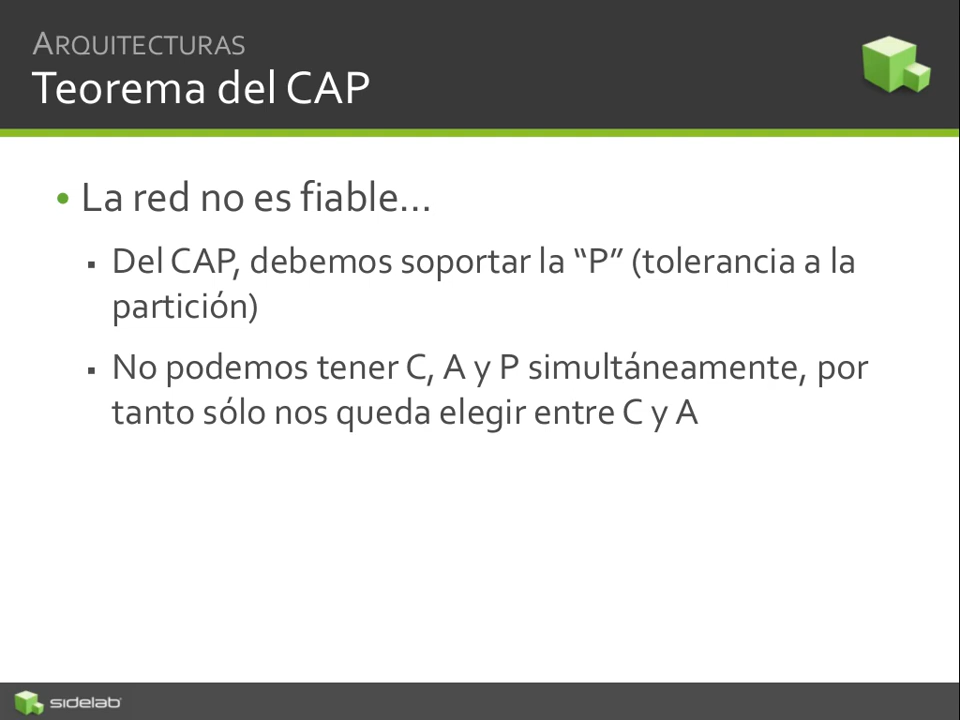 ARQUITECTURAS
Teorema del CAP
• La red no es fiable…
▪ Del CAP, debemos soportar la “P” (tolerancia a la
partición)
▪ No podemos tener C, A y P simultáneamente, por
tanto sólo nos queda elegir entre C y A
sidelab